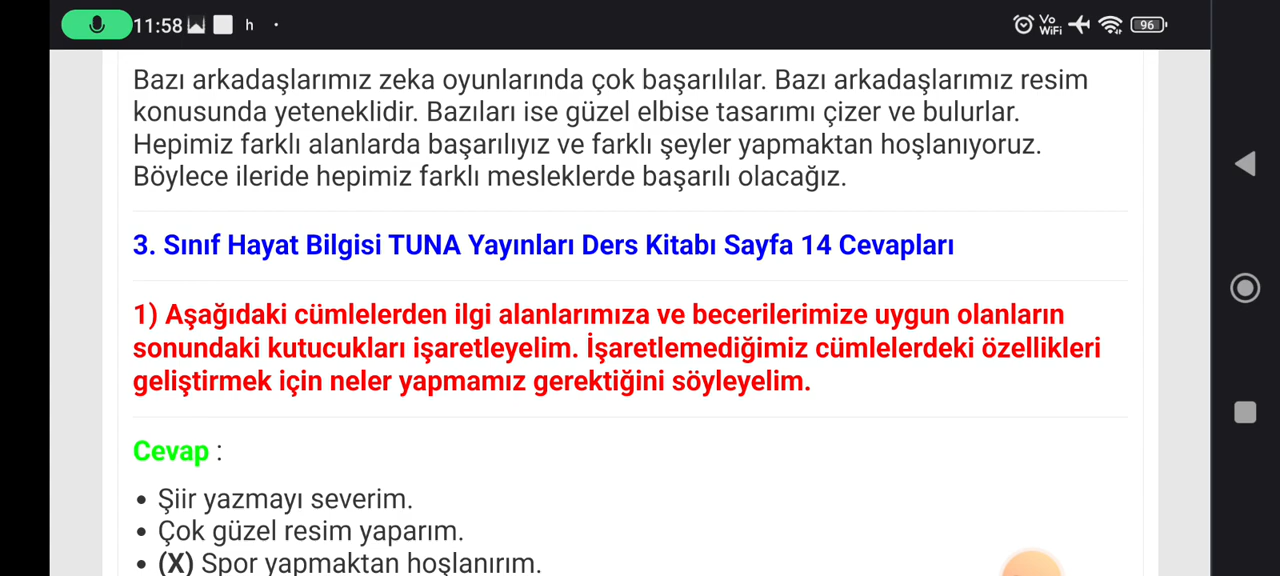 11:58 h
Vo
WiFi
96
Bazı arkadaşlarımız zeka oyunlarında çok başarılılar. Bazı arkadaşlarımız resim
konusunda yeteneklidir. Bazıları ise güzel elbise tasarımı çizer ve bulurlar.
Hepimiz farklı alanlarda başarılıyız ve farklı şeyler yapmaktan hoşlanıyoruz.
Böylece ileride hepimiz farklı mesleklerde başarılı olacağız.
3. Sınıf Hayat Bilgisi TUNA Yayınları Ders Kitabı Sayfa 14 Cevapları
1) Aşağıdaki cümlelerden ilgi alanlarımıza ve becerilerimize uygun olanların
sonundaki kutucukları işaretleyelim. İşaretlemediğimiz cümlelerdeki özellikleri
geliştirmek için neler yapmamız gerektiğini söyleyelim.
Cevap :
• Şiir yazmayı severim.
• Çok güzel resim yaparım.
• (X) Spor yapmaktan hoşlanırım.